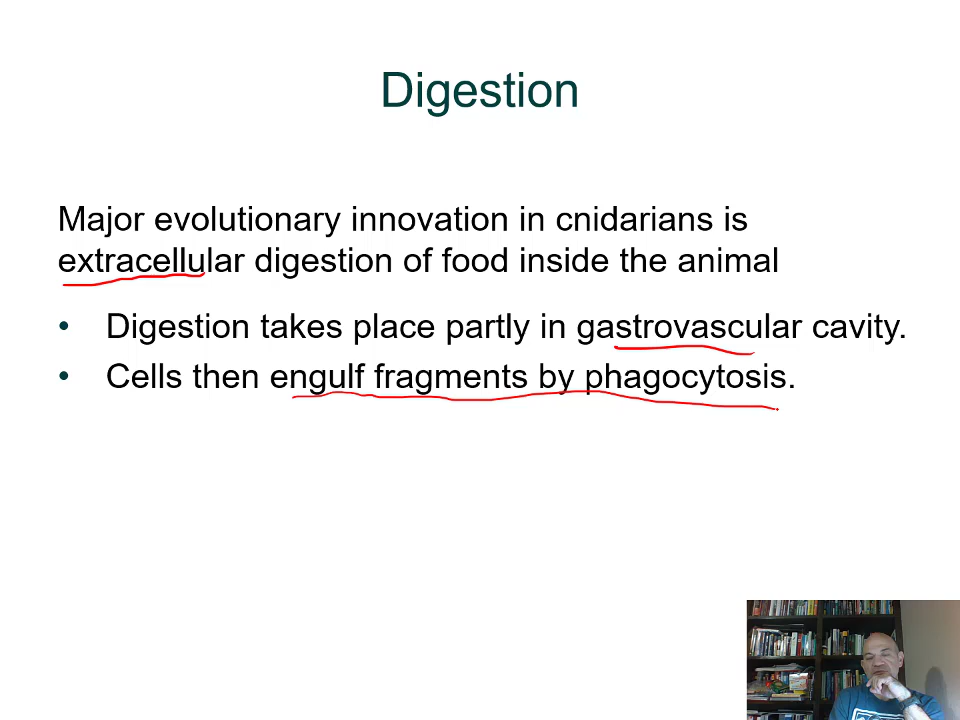 Digestion
Major evolutionary innovation in cnidarians is
extracellular digestion of food inside the animal
• Digestion takes place partly in gastrovascular cavity.
• Cells then engulf fragments by phagocytosis.